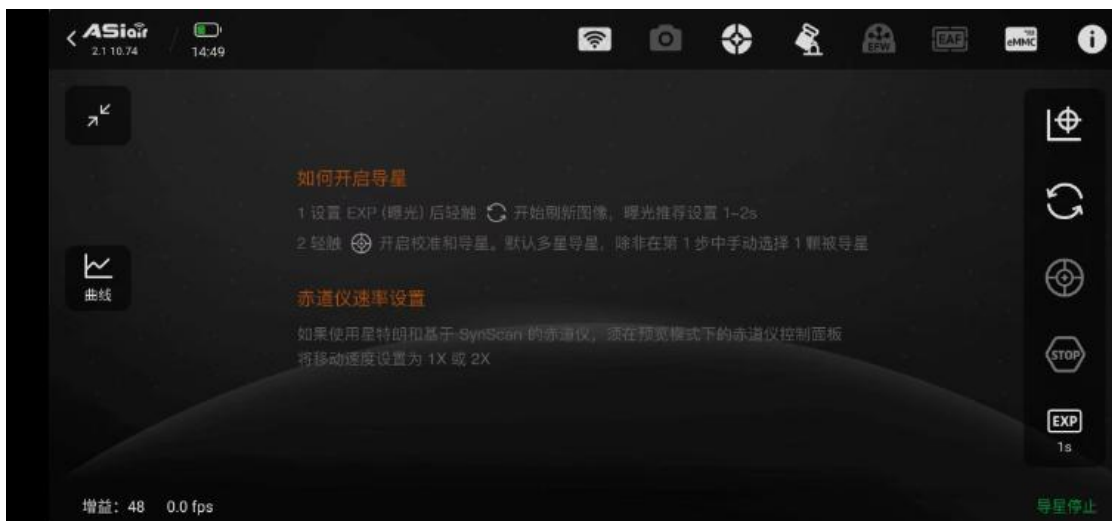 ASiair
2.1 10.74
14:49
EFW
EAF
eMMC
如何开启导星
1 设置 EXP (曝光) 后轻触 开始刷新图像，曝光推荐设置 1~2s
2 轻触 开启校准和导星。默认多星导星，除非在第 1 步中手动选择 1 颗被导星
曲线
赤道仪速率设置
如果使用星特朗和基于 SynScan 的赤道仪，须在预览模式下的赤道仪控制面板
将移动速度设置为 1X 或 2X
STOP
EXP
1s
增益：48 0.0 fps
导星停止